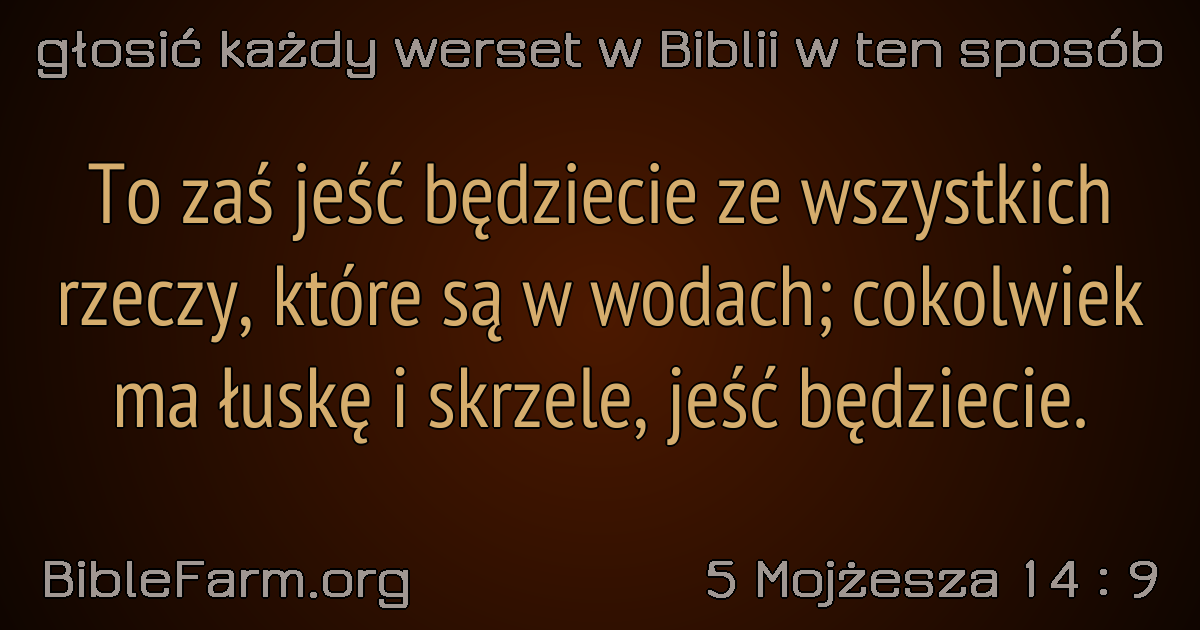 głosić każdy werset w Biblii w ten sposób
To zaś jeść będziecie ze wszystkich
rzeczy, które są w wodach; cokolwiek
ma łuskę i skrzele, jeść będziecie.
BibleFarm.org
5 Mojżesza 14 : 9